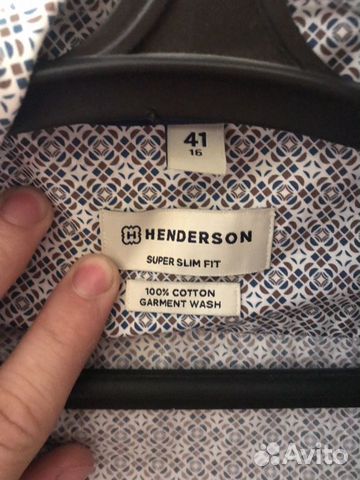 41
16
HENDERSON
SUPER SLIM FIT
100% COTTON
GARMENT WASH
Avito